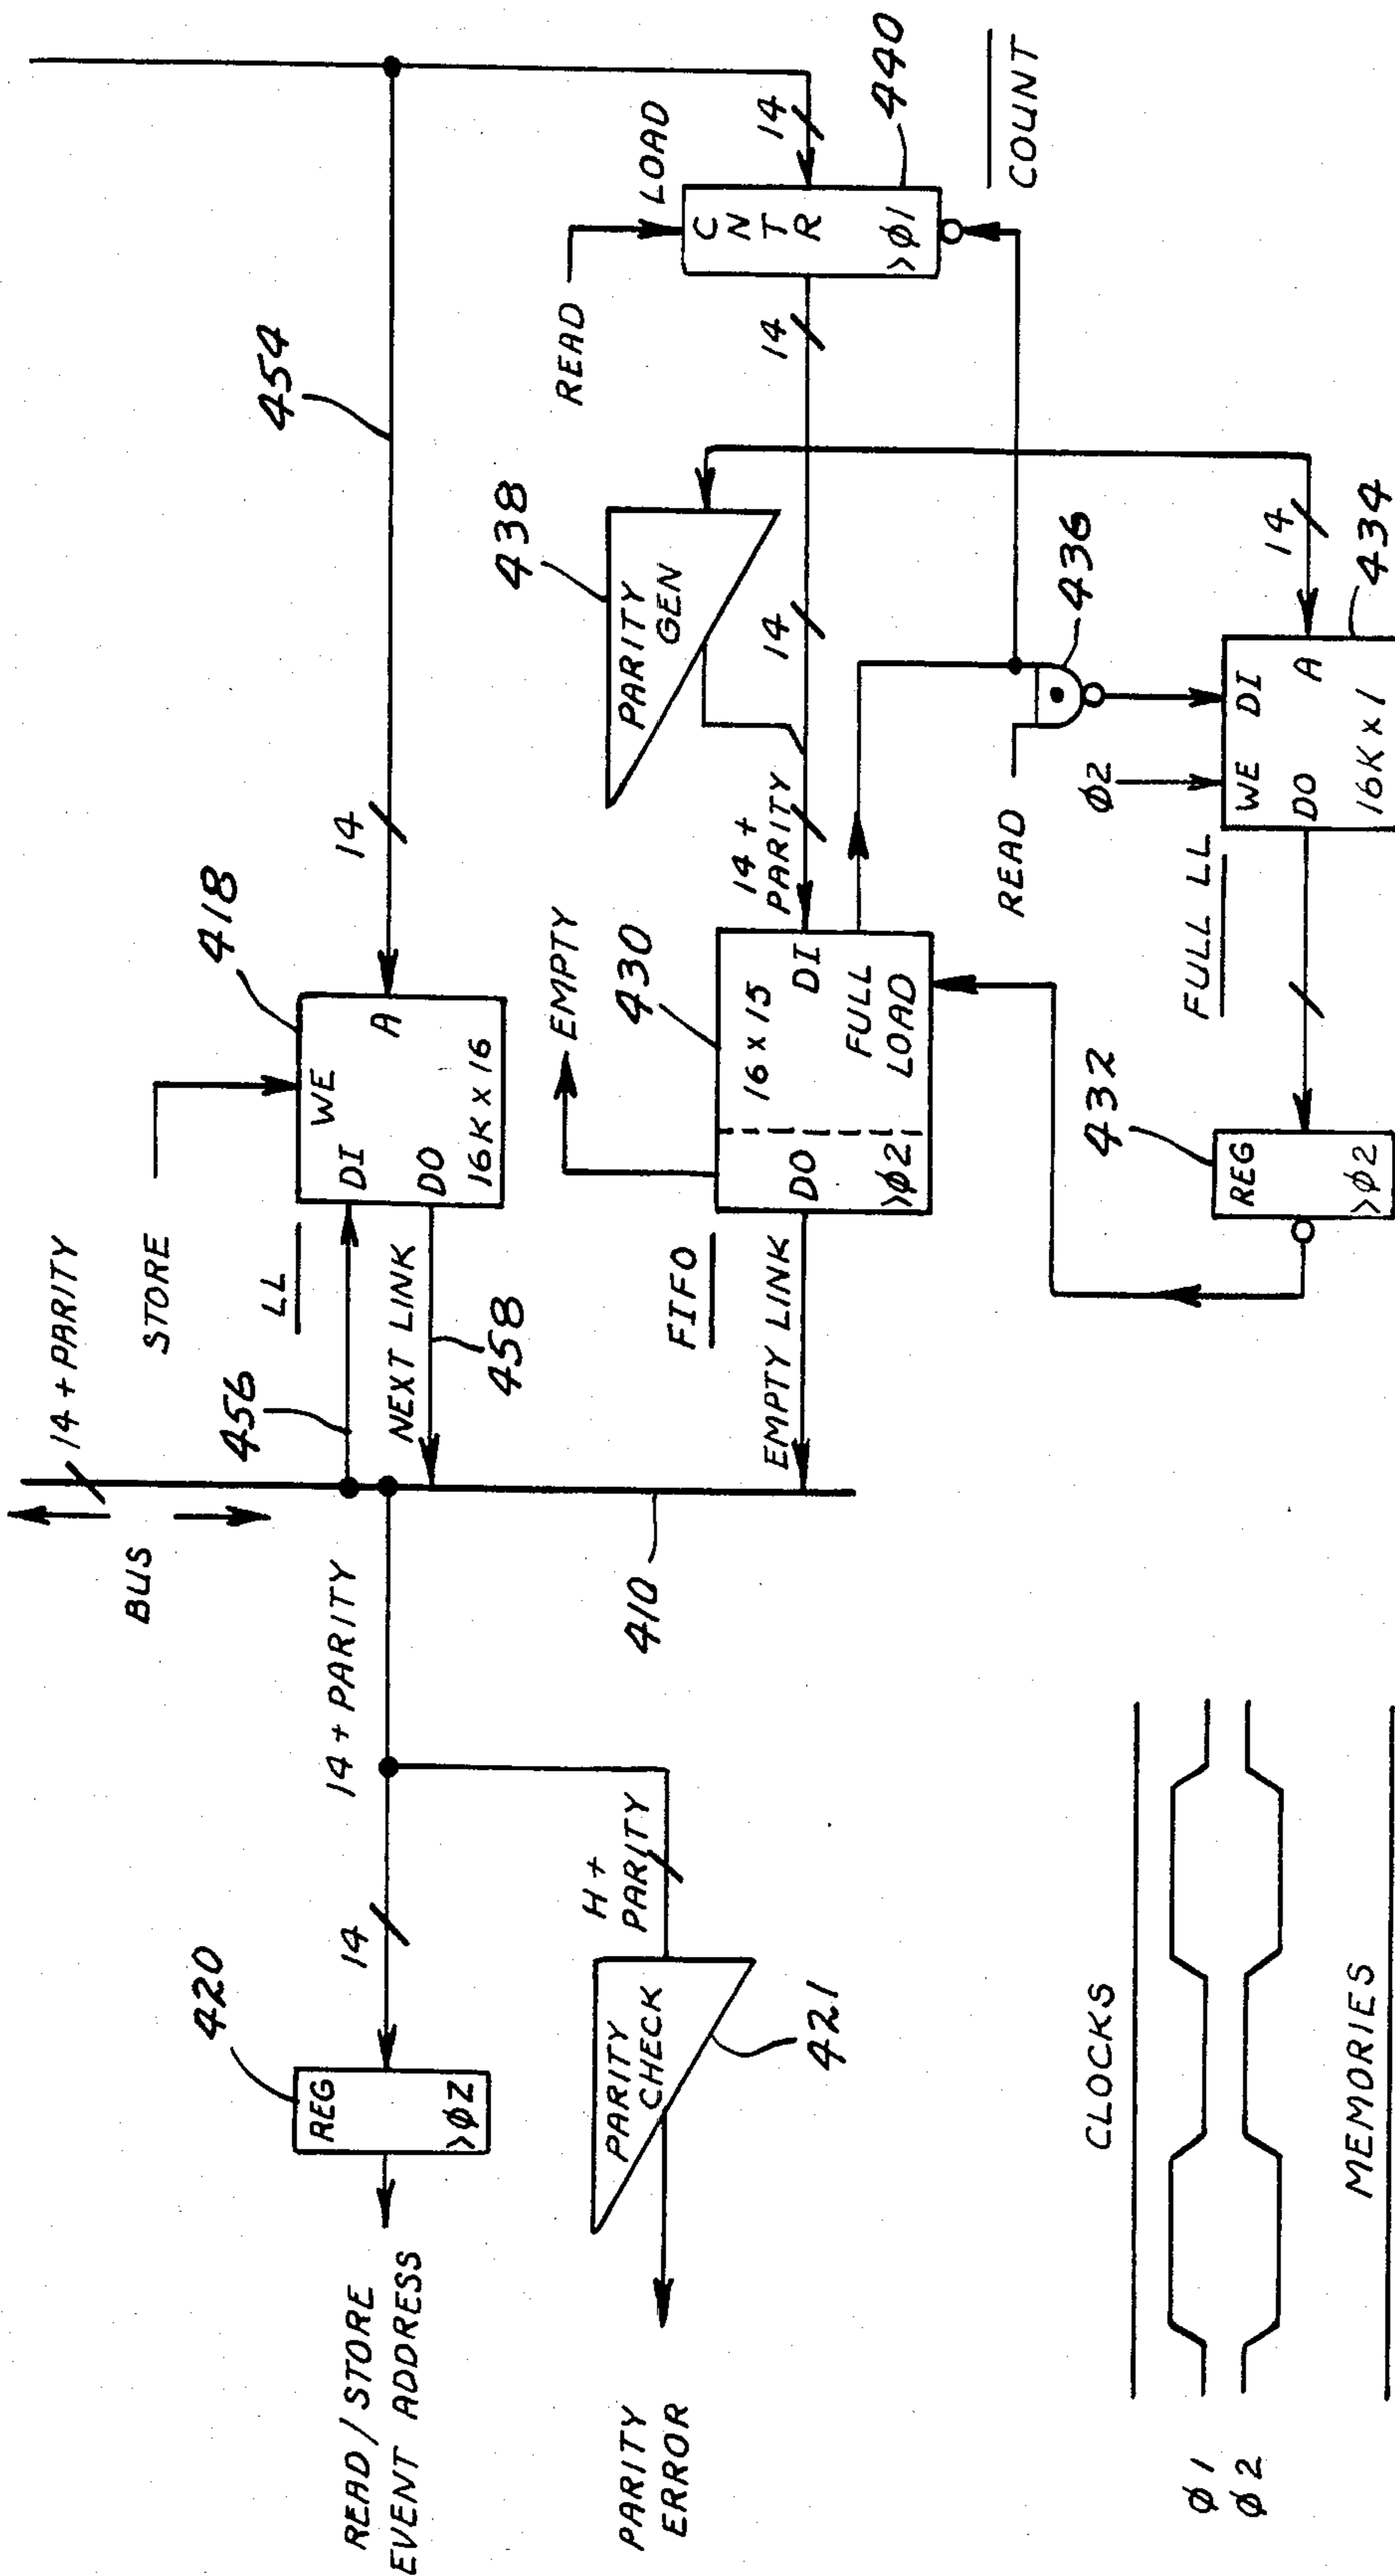 READ/STORE
EVENT ADDRESS
420
REG
>φZ
14
14 + PARITY
PARITY
ERROR
PARITY
CHECK
421
H +
PARITY
BUS
14 + PARITY
410
456
STORE
LL
418
WE
DI
A
DO
16K x 16
NEXT LINK
458
14
454
EMPTY
430
FIFO
EMPTY LINK
DO
>φ2
16 x 15
DI
FULL
LOAD
14 +
PARITY
438
PARITY
GEN
14
14
READ
LOAD
CNTR
>φ1
14
440
COUNT
READ
436
φ2
FULL LL
WE
DI
DO
A
16K x 1
14
434
432
REG
>φ2
CLOCKS
φ1
φ2
MEMORIES